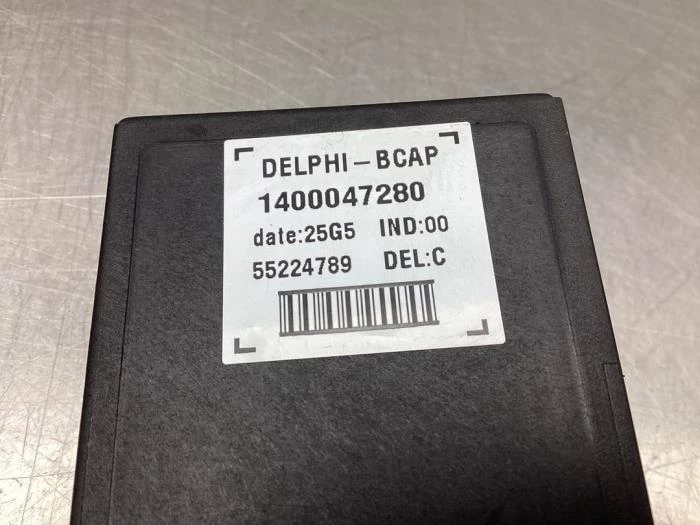 DELPHI-BCAP
1400047280
date:25G5 IND:00
55224789 DEL:C